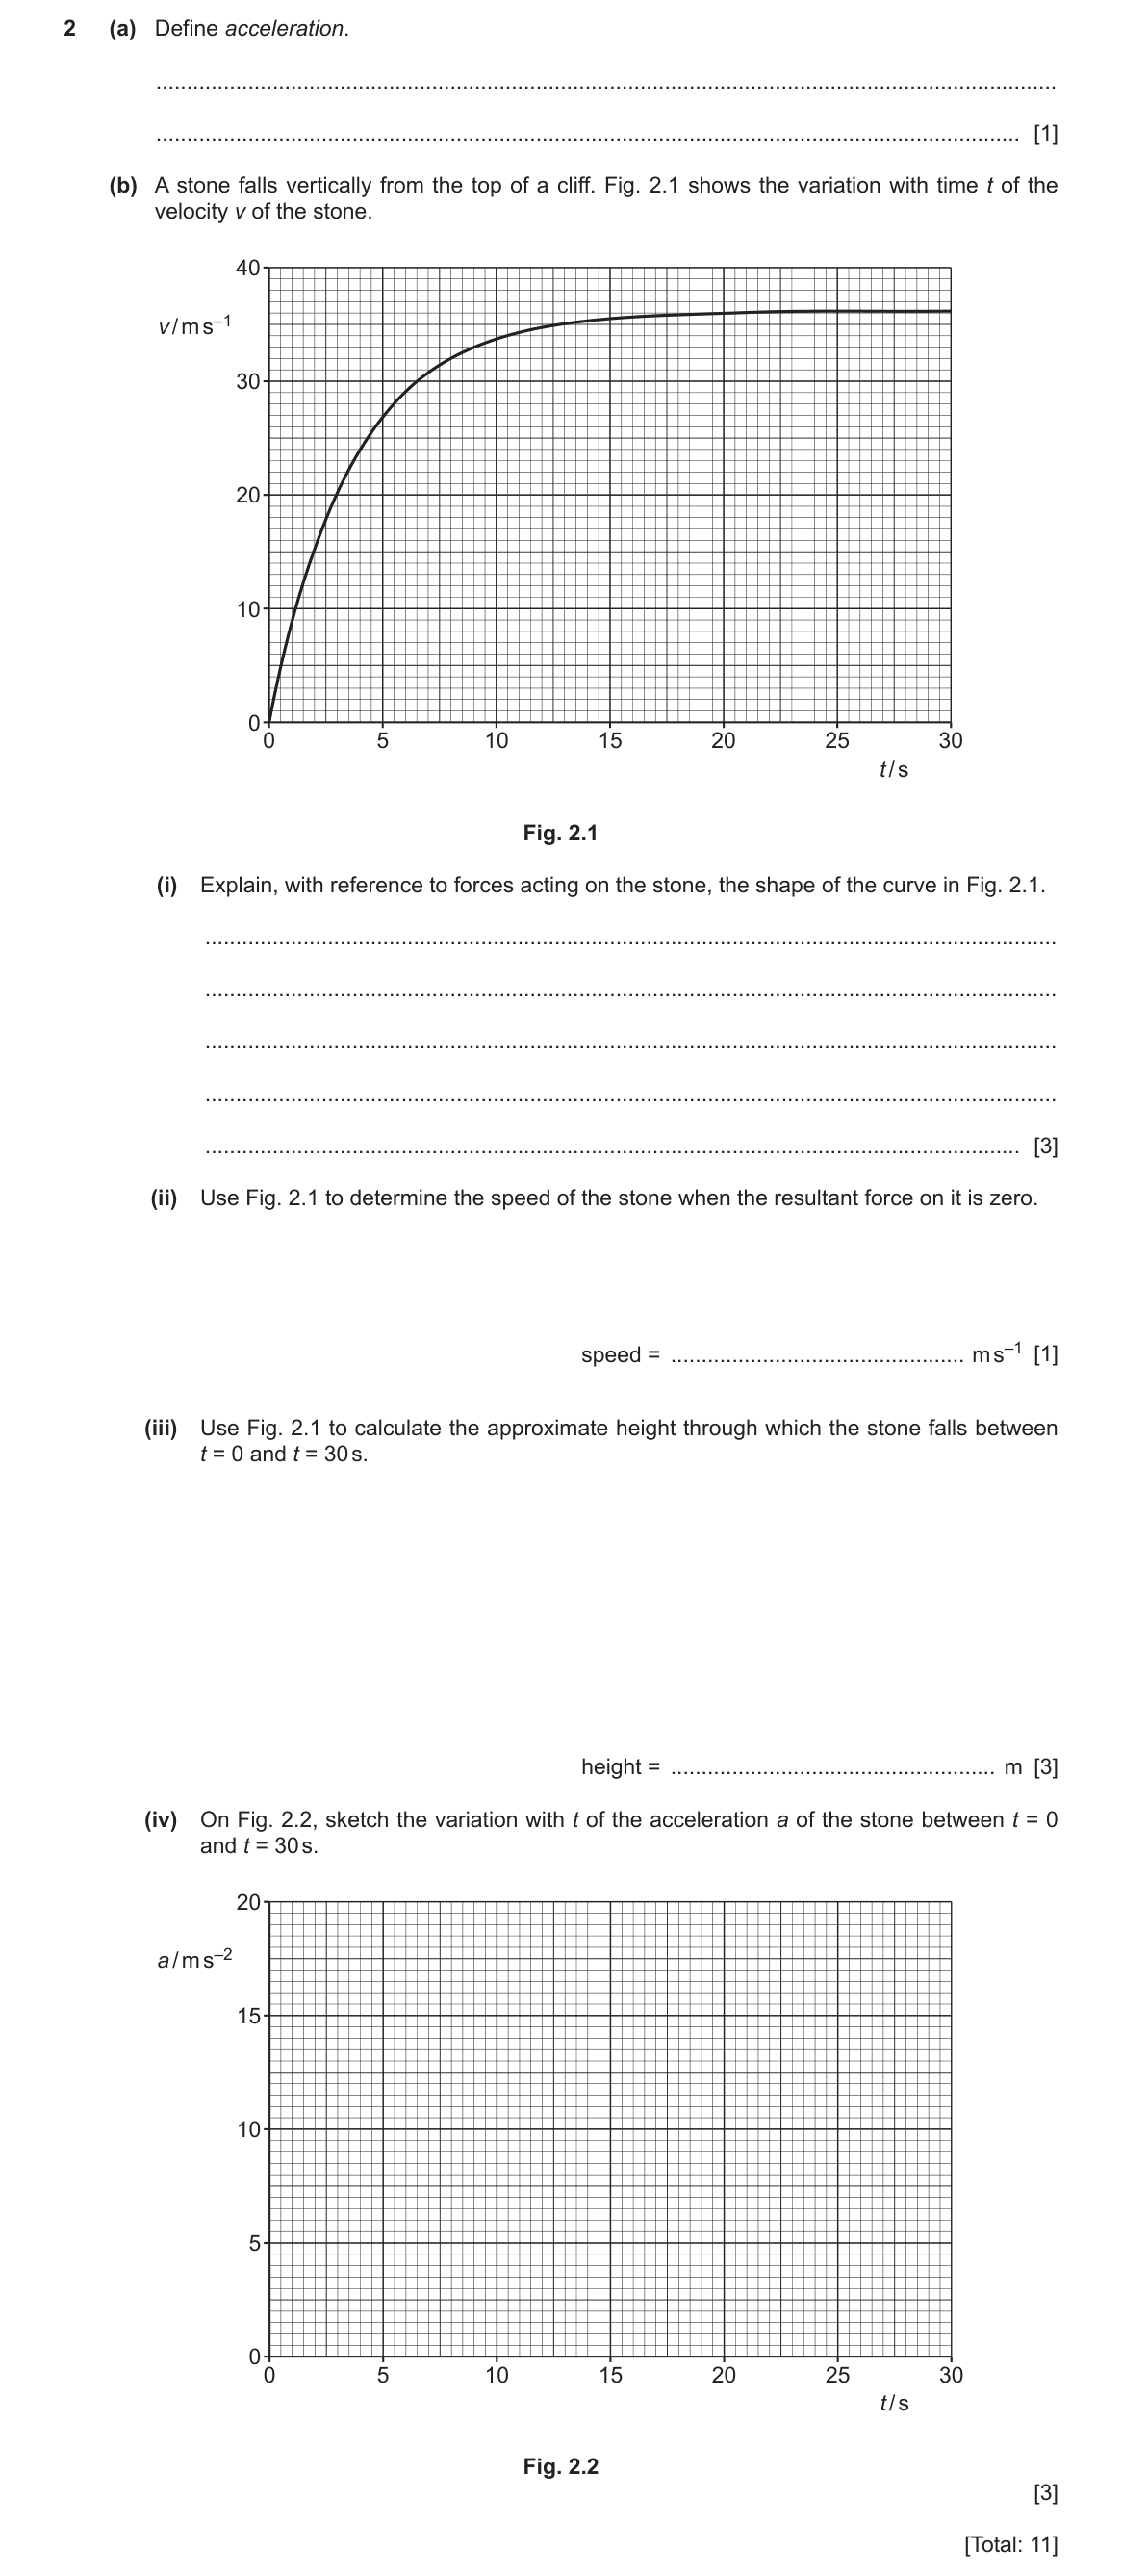 2 (a) Define acceleration.
........................................................................................................................................................
.................................................................................................................................................. [1]
(b) A stone falls vertically from the top of a cliff. Fig. 2.1 shows the variation with time t of the
velocity v of the stone.
40
v/ms⁻¹
30
20
10
0
0 5 10 15 20 25 30
t/s
Fig. 2.1
(i) Explain, with reference to forces acting on the stone, the shape of the curve in Fig. 2.1.
................................................................................................................................................
................................................................................................................................................
................................................................................................................................................
................................................................................................................................................
.......................................................................................................................................... [3]
(ii) Use Fig. 2.1 to determine the speed of the stone when the resultant force on it is zero.
speed = ................................................ ms⁻¹ [1]
(iii) Use Fig. 2.1 to calculate the approximate height through which the stone falls between
t = 0 and t = 30s.
height = ..................................................... m [3]
(iv) On Fig. 2.2, sketch the variation with t of the acceleration a of the stone between t = 0
and t = 30s.
20
a/ms⁻²
15
10
5
0
0 5 10 15 20 25 30
t/s
Fig. 2.2
[3]
[Total: 11]